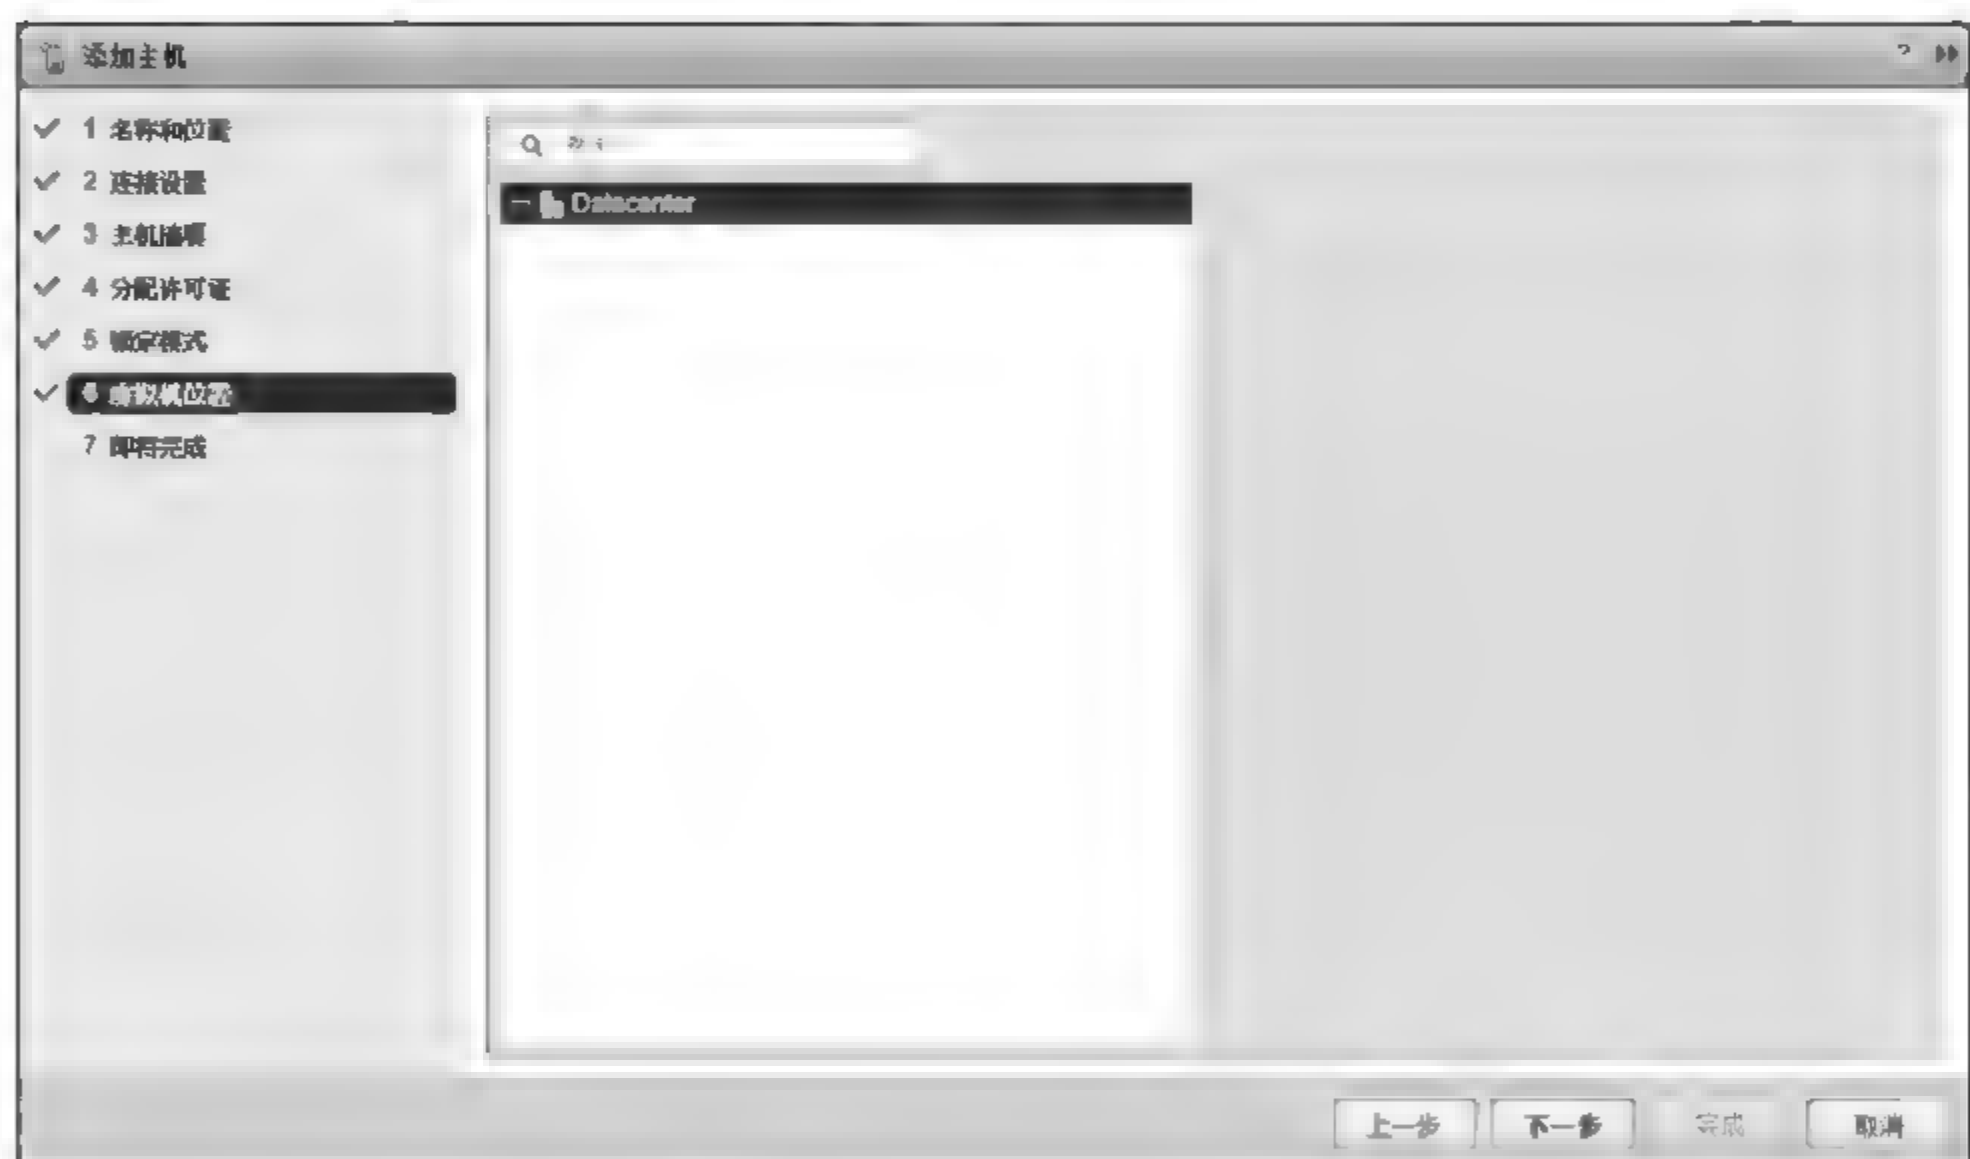 添加主机
?
1 名称和位置
2 连接设置
3 主机选项
4 分配许可证
5 锁定模式
6 虚拟机位置
7 即将完成
Datacenter
上一步
下一步
完成
取消